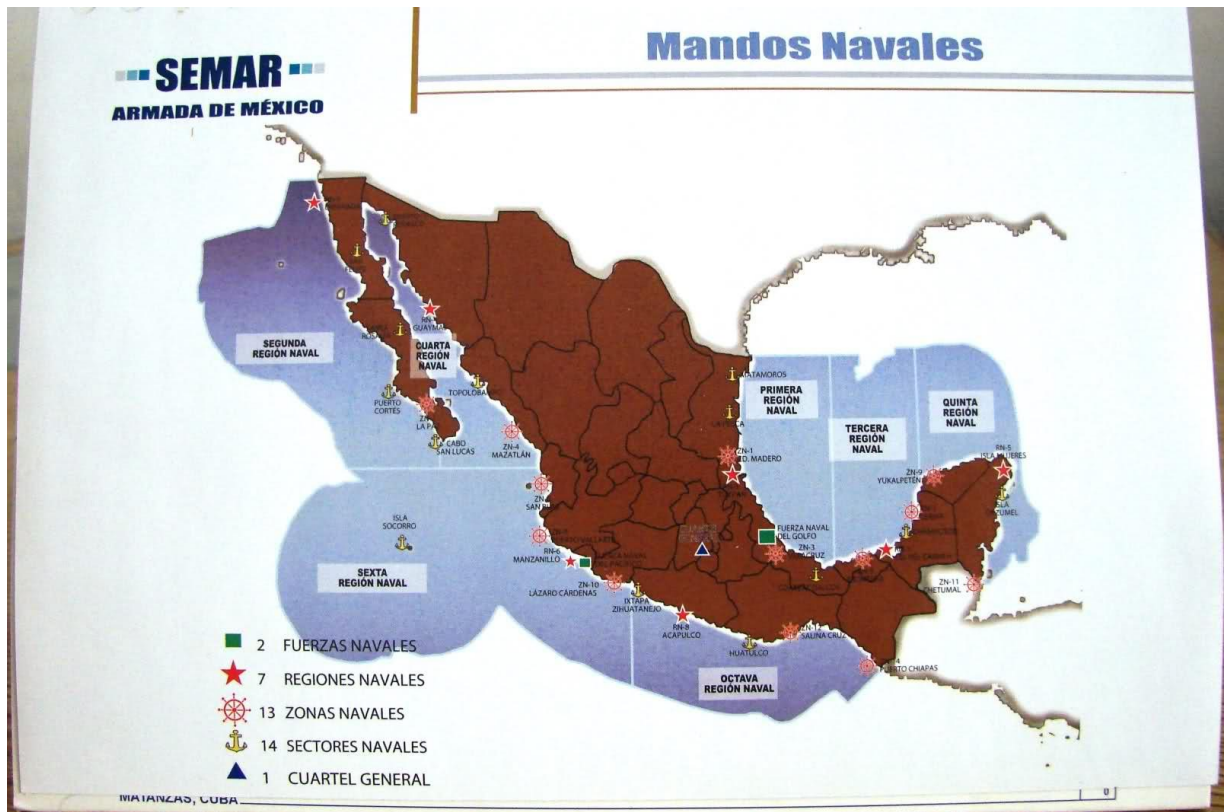 SEMAR
ARMADA DE MÉXICO
Mandos Navales
SEGUNDA
REGIÓN NAVAL
CUARTA
REGIÓN
NAVAL
GUAYMAS
PUERTO
CORTÉS
CABO
SAN LUCAS
ZN-4
MAZATLÁN
MATAMOROS
PRIMERA
REGIÓN
NAVAL
TERCERA
REGIÓN
NAVAL
QUINTA
REGIÓN
NAVAL
ZN-1
CD. MADERO
RN-5
ISLA MUJERES
ZN-9
YUKALPETÉN
ISLA
SOCORRO
SEXTA
REGIÓN NAVAL
RN-6
MANZANILLO
FUERZA NAVAL
DEL GOLFO
ZN-3
ZN-11
CHETUMAL
ZN-10
LÁZARO CÁRDENAS
IXTAPA
ZIHUATANEJO
RN-8
ACAPULCO
HUATULCO
SALINA CRUZ
PUERTO CHIAPAS
OCTAVA
REGIÓN NAVAL
2 FUERZAS NAVALES
7 REGIONES NAVALES
13 ZONAS NAVALES
14 SECTORES NAVALES
1 CUARTEL GENERAL
MATANZAS, CUBA